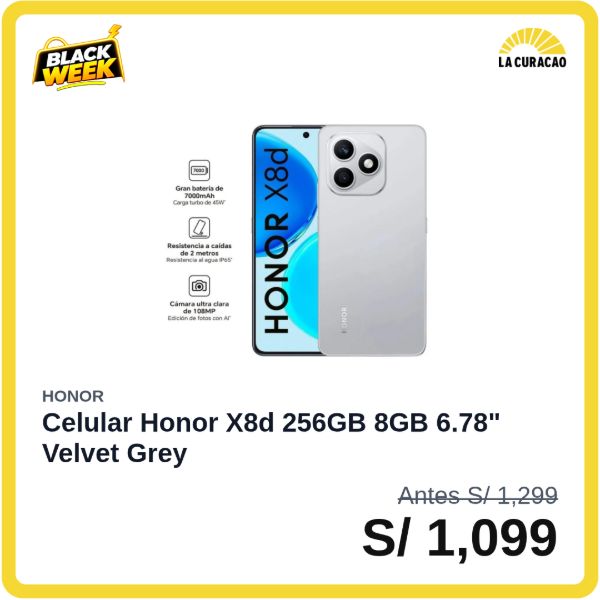 BLACK
WEEK
LA CURACAO
7000
Gran batería de
7000mAh
Carga turbo de 45W*
Resistencia a caídas
de 2 metros
Resistencia al agua IP65*
Cámara ultra clara
de 108MP
Edición de fotos con AI*
HONOR X8d
HONOR
HONOR
Celular Honor X8d 256GB 8GB 6.78"
Velvet Grey
Antes S/ 1,299
S/ 1,099